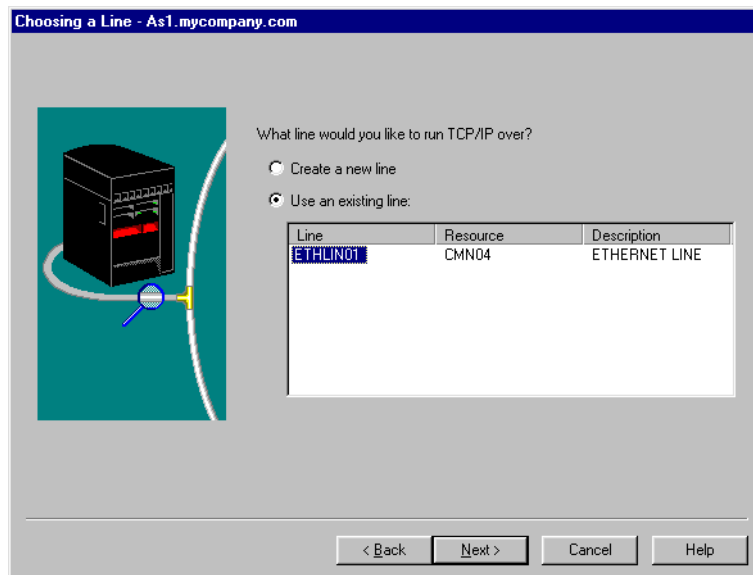 Choosing a Line - As1.mycompany.com
What line would you like to run TCP/IP over?
Create a new line
Use an existing line:
Line Resource Description
ETHLIN01 CMN04 ETHERNET LINE
< Back Next > Cancel Help